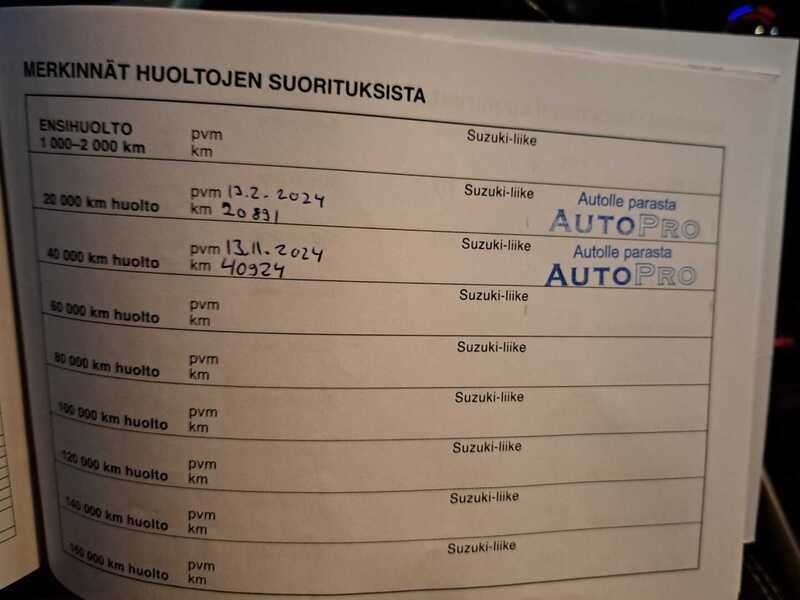 MERKINNÄT HUOLTOJEN SUORITUKSISTA
ENSIHUOLTO pvm Suzuki-liike
1 000–2 000 km km
pvm 13.2.2024 Suzuki-liike Autolle parasta
20 000 km huolto km 20891 AUTOPRO
pvm 13.11.2024 Suzuki-liike Autolle parasta
40 000 km huolto km 40924 AUTOPRO
pvm Suzuki-liike
60 000 km huolto km
pvm Suzuki-liike
80 000 km huolto km
pvm Suzuki-liike
100 000 km huolto km
pvm Suzuki-liike
120 000 km huolto km
pvm Suzuki-liike
140 000 km huolto km
pvm Suzuki-liike
160 000 km huolto km